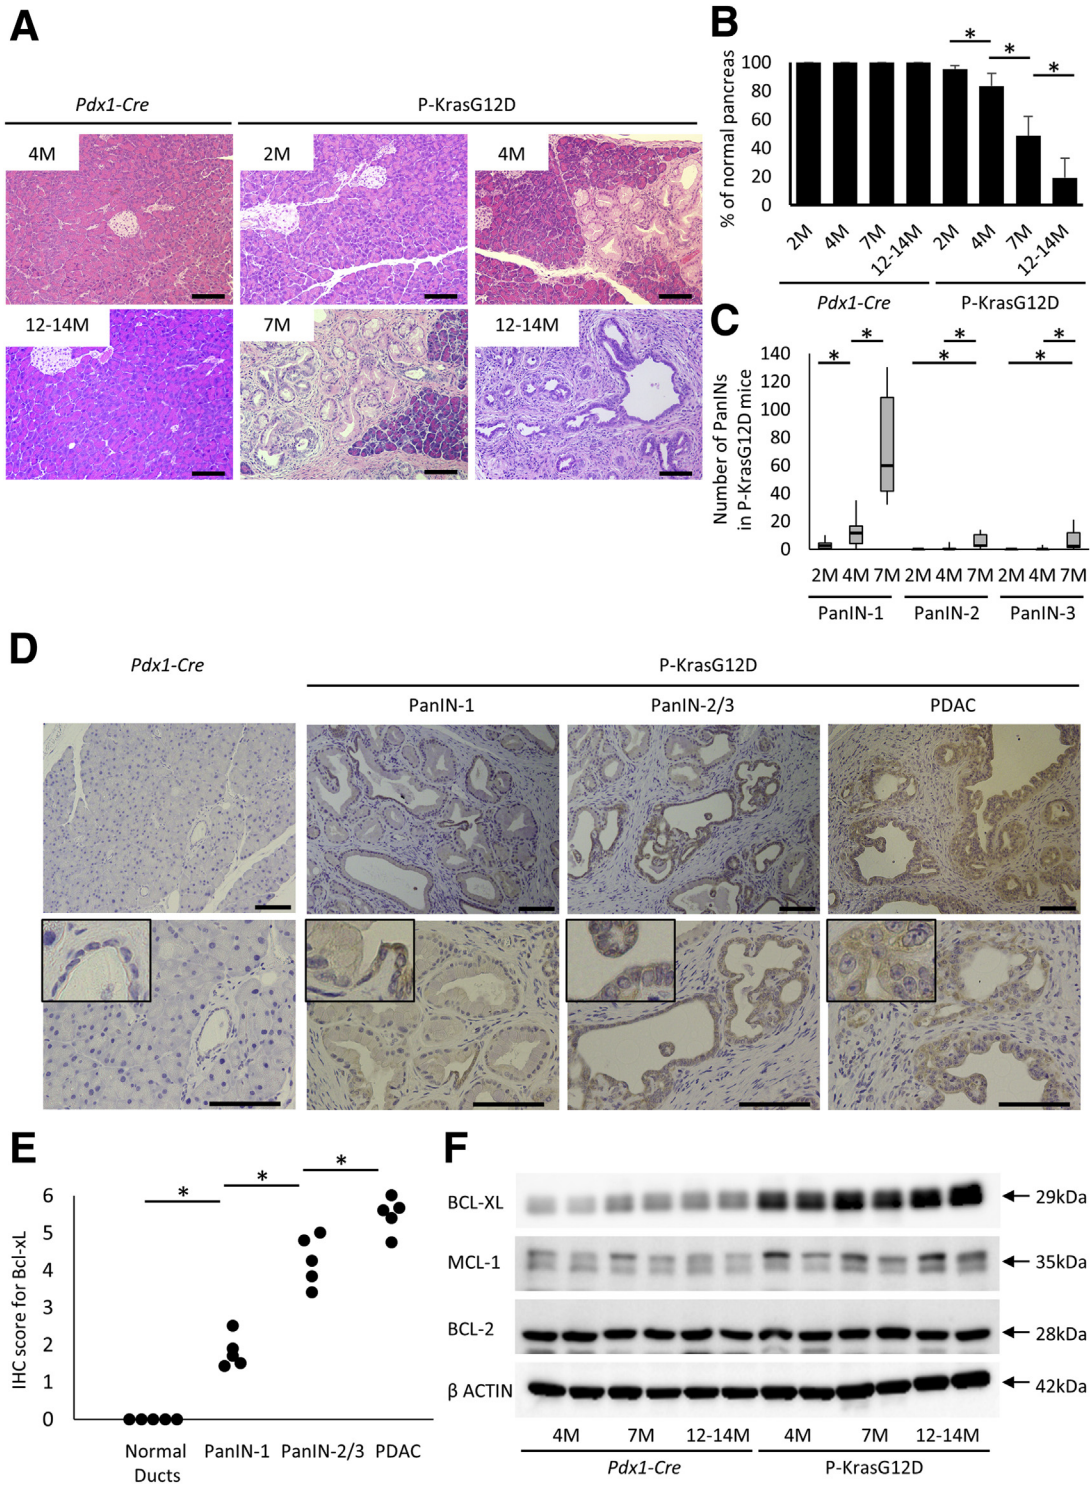 A
Pdx1-Cre
P-KrasG12D
4M
2M
4M
12-14M
7M
12-14M
B
% of normal pancreas
100
80
60
40
20
0
*
*
*
2M
4M
7M
12-14M
2M
4M
7M
12-14M
Pdx1-Cre
P-KrasG12D
C
Number of PanINs
in P-KrasG12D mice
140
120
100
80
60
40
20
0
*
*
*
*
*
*
2M 4M 7M 2M 4M 7M 2M 4M 7M
PanIN-1
PanIN-2
PanIN-3
D
Pdx1-Cre
P-KrasG12D
PanIN-1
PanIN-2/3
PDAC
E
IHC score for Bcl-xL
6
5
4
3
2
1
0
*
*
*
Normal
Ducts
PanIN-1
PanIN-2/3
PDAC
F
BCL-XL
29kDa
MCL-1
35kDa
BCL-2
28kDa
β ACTIN
42kDa
4M
7M
12-14M
4M
7M
12-14M
Pdx1-Cre
P-KrasG12D